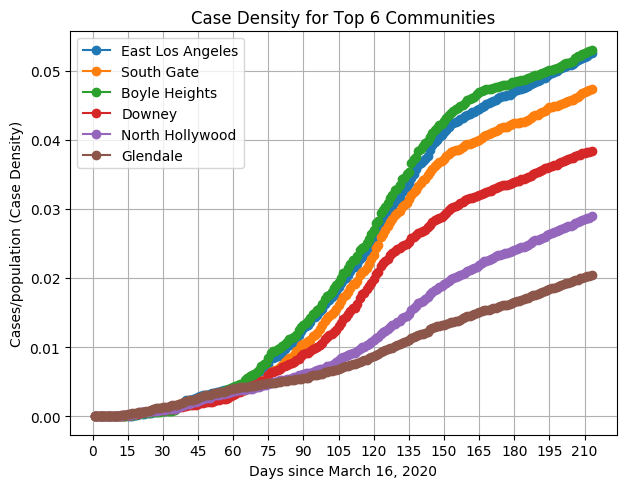 Case Density for Top 6 Communities
East Los Angeles
South Gate
Boyle Heights
Downey
North Hollywood
Glendale
Cases/population (Case Density)
0.05
0.04
0.03
0.02
0.01
0.00
0 15 30 45 60 75 90 105 120 135 150 165 180 195 210
Days since March 16, 2020